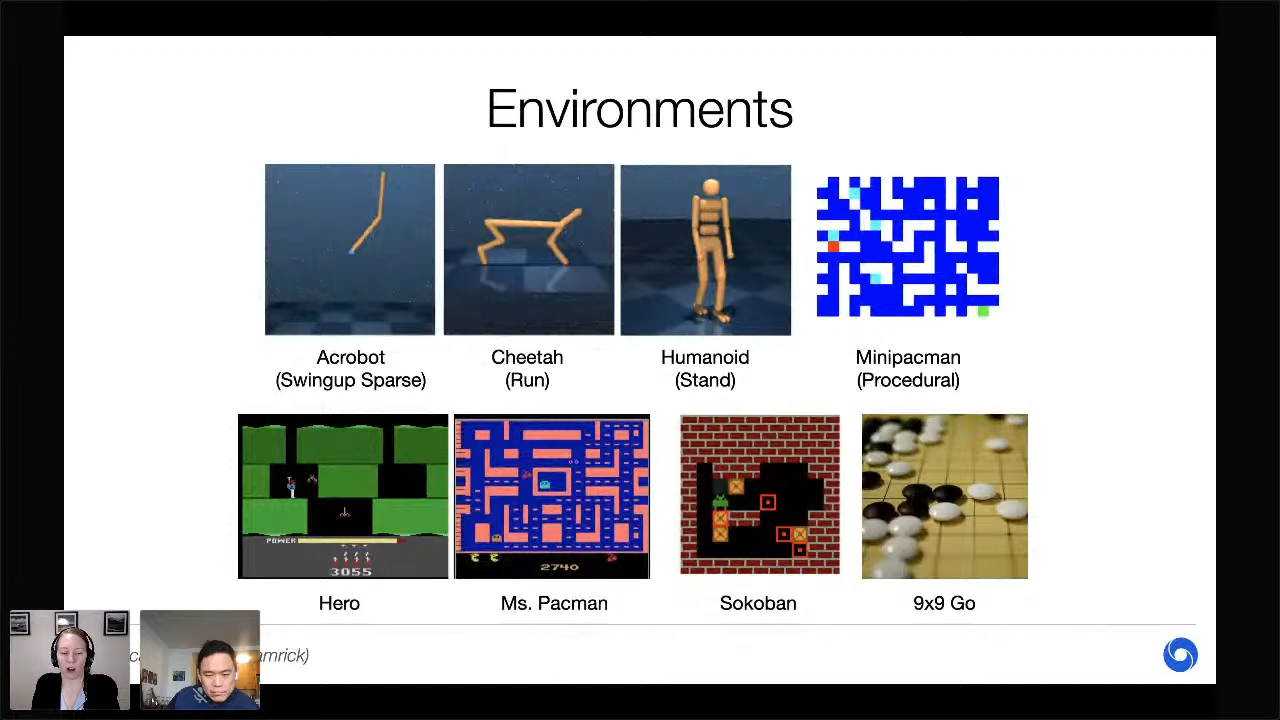 Environments
Acrobot
(Swingup Sparse)
Cheetah
(Run)
Humanoid
(Stand)
Minipacman
(Procedural)
POWER
3055
2740
Hero
Ms. Pacman
Sokoban
9x9 Go
amrick)